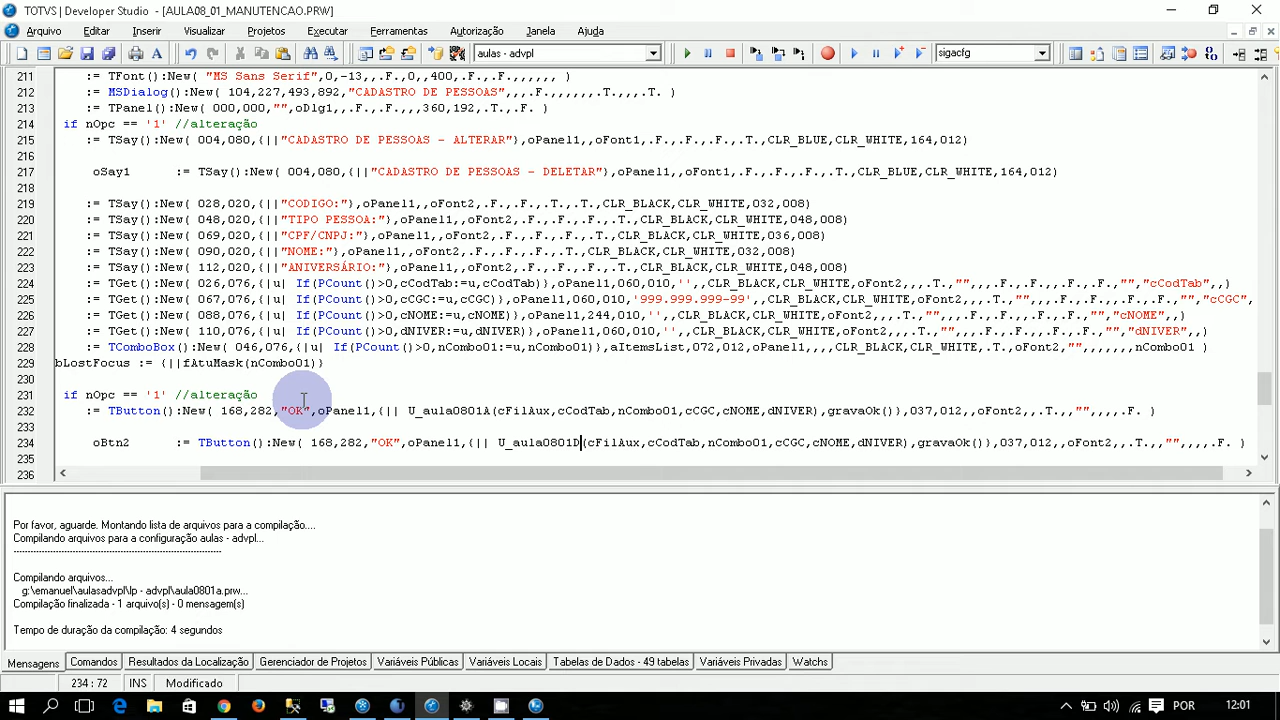 TOTVS | Developer Studio - [AULA08_01_MANUTENCAO.PRW]
Arquivo Editar Inserir Visualizar Projetos Executar Ferramentas Autorização Janela Ajuda
aulas - advpl sigacfg
211 := TFont():New( "MS Sans Serif",0,-13,,.F.,0,,400,.F.,.F.,,,,,, )
212 := MSDialog():New( 104,227,493,892,"CADASTRO DE PESSOAS",,,.F.,,,,,,.T.,,,.T. )
213 := TPanel():New( 000,000,"",oDlg1,,.F.,.F.,,,360,192,.T.,.F. )
214 if nOpc == '1' //alteração
215 := TSay():New( 004,080,{||"CADASTRO DE PESSOAS - ALTERAR"},oPanel1,,oFont1,.F.,.F.,.F.,.T.,CLR_BLUE,CLR_WHITE,164,012)
216
217 oSay1 := TSay():New( 004,080,{||"CADASTRO DE PESSOAS - DELETAR"},oPanel1,,oFont1,.F.,.F.,.F.,.T.,CLR_BLUE,CLR_WHITE,164,012)
218
219 := TSay():New( 028,020,{||"CODIGO:"},oPanel1,,oFont2,.F.,.F.,.F.,.T.,CLR_BLACK,CLR_WHITE,032,008)
220 := TSay():New( 048,020,{||"TIPO PESSOA:"},oPanel1,,oFont2,.F.,.F.,.F.,.T.,CLR_BLACK,CLR_WHITE,048,008)
221 := TSay():New( 069,020,{||"CPF/CNPJ:"},oPanel1,,oFont2,.F.,.F.,.F.,.T.,CLR_BLACK,CLR_WHITE,036,008)
222 := TSay():New( 090,020,{||"NOME:"},oPanel1,,oFont2,.F.,.F.,.F.,.T.,CLR_BLACK,CLR_WHITE,032,008)
223 := TSay():New( 112,020,{||"ANIVERSÁRIO:"},oPanel1,,oFont2,.F.,.F.,.F.,.T.,CLR_BLACK,CLR_WHITE,048,008)
224 := TGet():New( 026,076,{|u| If(PCount()>0,cCodTab:=u,cCodTab)},oPanel1,060,010,'',,CLR_BLACK,CLR_WHITE,oFont2,,,.T.,"",,,.F.,.F.,,.F.,.F.,"","cCodTab",,)
225 := TGet():New( 067,076,{|u| If(PCount()>0,cCGC:=u,cCGC)},oPanel1,060,010,'999.999.999-99',,CLR_BLACK,CLR_WHITE,oFont2,,,.T.,"",,,.F.,.F.,,.F.,.F.,"","cCGC",
226 := TGet():New( 088,076,{|u| If(PCount()>0,cNOME:=u,cNOME)},oPanel1,244,010,'',,CLR_BLACK,CLR_WHITE,oFont2,,,.T.,"",,,.F.,.F.,,.F.,.F.,"","cNOME",,)
227 := TGet():New( 110,076,{|u| If(PCount()>0,dNIVER:=u,dNIVER)},oPanel1,060,010,'',,CLR_BLACK,CLR_WHITE,oFont2,,,.T.,"",,,.F.,.F.,,.F.,.F.,"","dNIVER",,)
228 := TComboBox():New( 046,076,{|u| If(PCount()>0,nCombo01:=u,nCombo01)},aItemsList,072,012,oPanel1,,,,CLR_BLACK,CLR_WHITE,.T.,oFont2,"",,,,,,,nCombo01 )
229 bLostFocus := {||fAtuMask(nCombo01)}
230
231 if nOpc == '1' //alteração
232 := TButton():New( 168,282,"OK",oPanel1,{|| U_aula0801A(cFilAux,cCodTab,nCombo01,cCGC,cNOME,dNIVER),gravaOk()},037,012,,oFont2,,.T.,,"",,,,.F. )
233
234 oBtn2 := TButton():New( 168,282,"OK",oPanel1,{|| U_aula0801D(cFilAux,cCodTab,nCombo01,cCGC,cNOME,dNIVER),gravaOk()},037,012,,oFont2,,.T.,,"",,,,.F. )
235
236
Por favor, aguarde. Montando lista de arquivos para a compilação....
Compilando arquivos para a configuração aulas - advpl...
Compilando arquivos...
g:\emanuel\aulasadvpl\lp - advpl\aula0801a.prw...
Compilação finalizada - 1 arquivo(s) - 0 mensagem(s)
Tempo de duração da compilação: 4 segundos
Mensagens Comandos Resultados da Localização Gerenciador de Projetos Variáveis Públicas Variáveis Locais Tabelas de Dados - 49 tabelas Variáveis Privadas Watchs
234 : 72 INS Modificado
POR 12:01